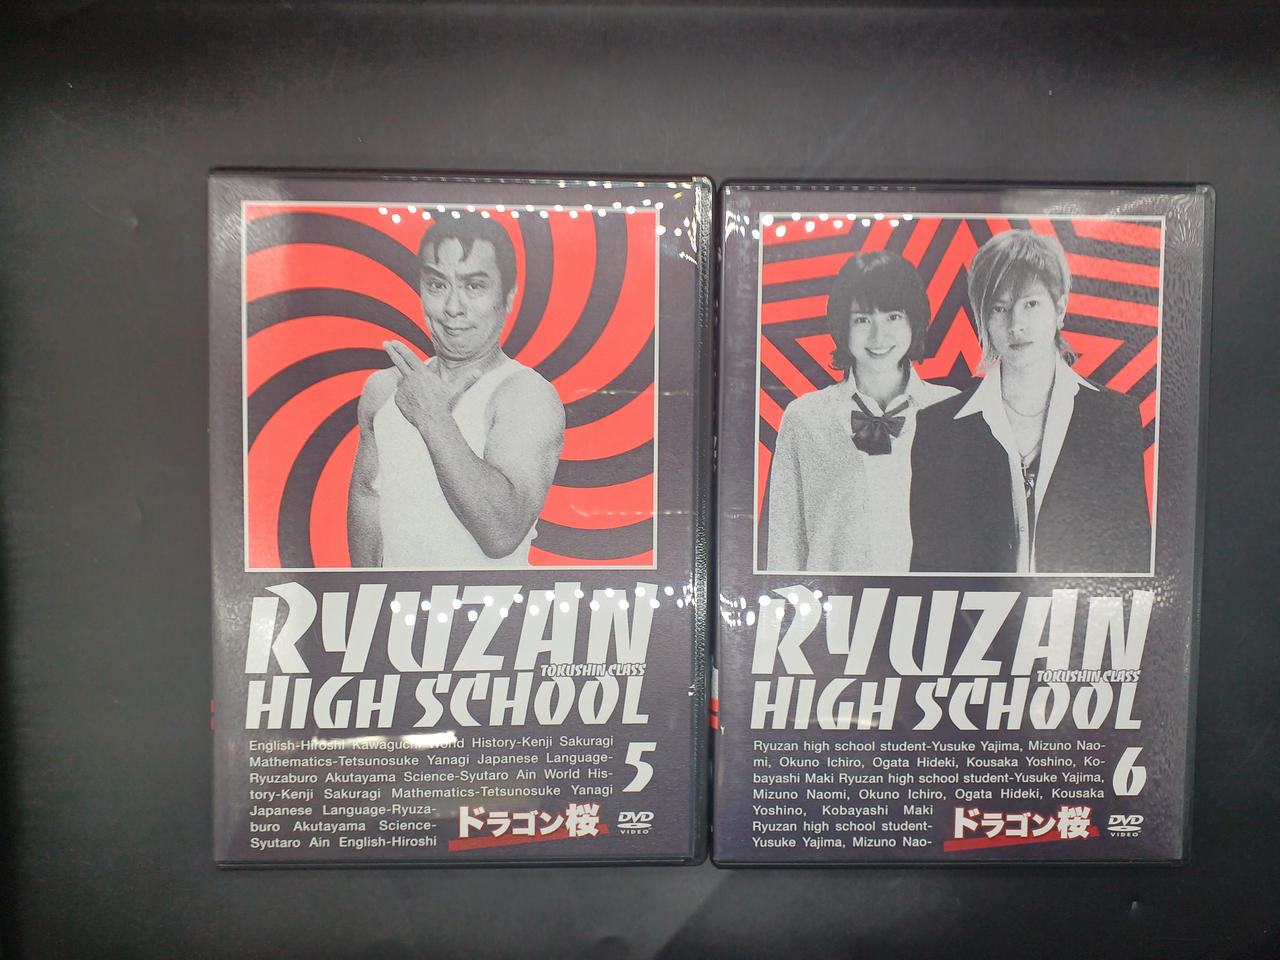 RYUZAN
TOKUSHIN CLASS
HIGH SCHOOL
English-Hiroshi Kawaguchi World History-Kenji Sakuragi
Mathematics-Tetsunosuke Yanagi Japanese Language-
Ryuzaburo Akutayama Science-Syutaro Ain World His-
tory-Kenji Sakuragi Mathematics-Tetsunosuke Yanagi
Japanese Language-Ryuza-
buro Akutayama Science-
Syutaro Ain English-Hiroshi
5
ドラゴン桜
DVD
VIDEO
RYUZAN
TOKUSHIN CLASS
HIGH SCHOOL
Ryuzan high school student-Yusuke Yajima, Mizuno Nao-
mi, Okuno Ichiro, Ogata Hideki, Kousaka Yoshino, Ko-
bayashi Maki Ryuzan high school student-Yusuke Yajima,
Mizuno Naomi, Okuno Ichiro, Ogata Hideki, Kousaka
Yoshino, Kobayashi Maki
Ryuzan high school student-
Yusuke Yajima, Mizuno Nao-
6
ドラゴン桜
DVD
VIDEO